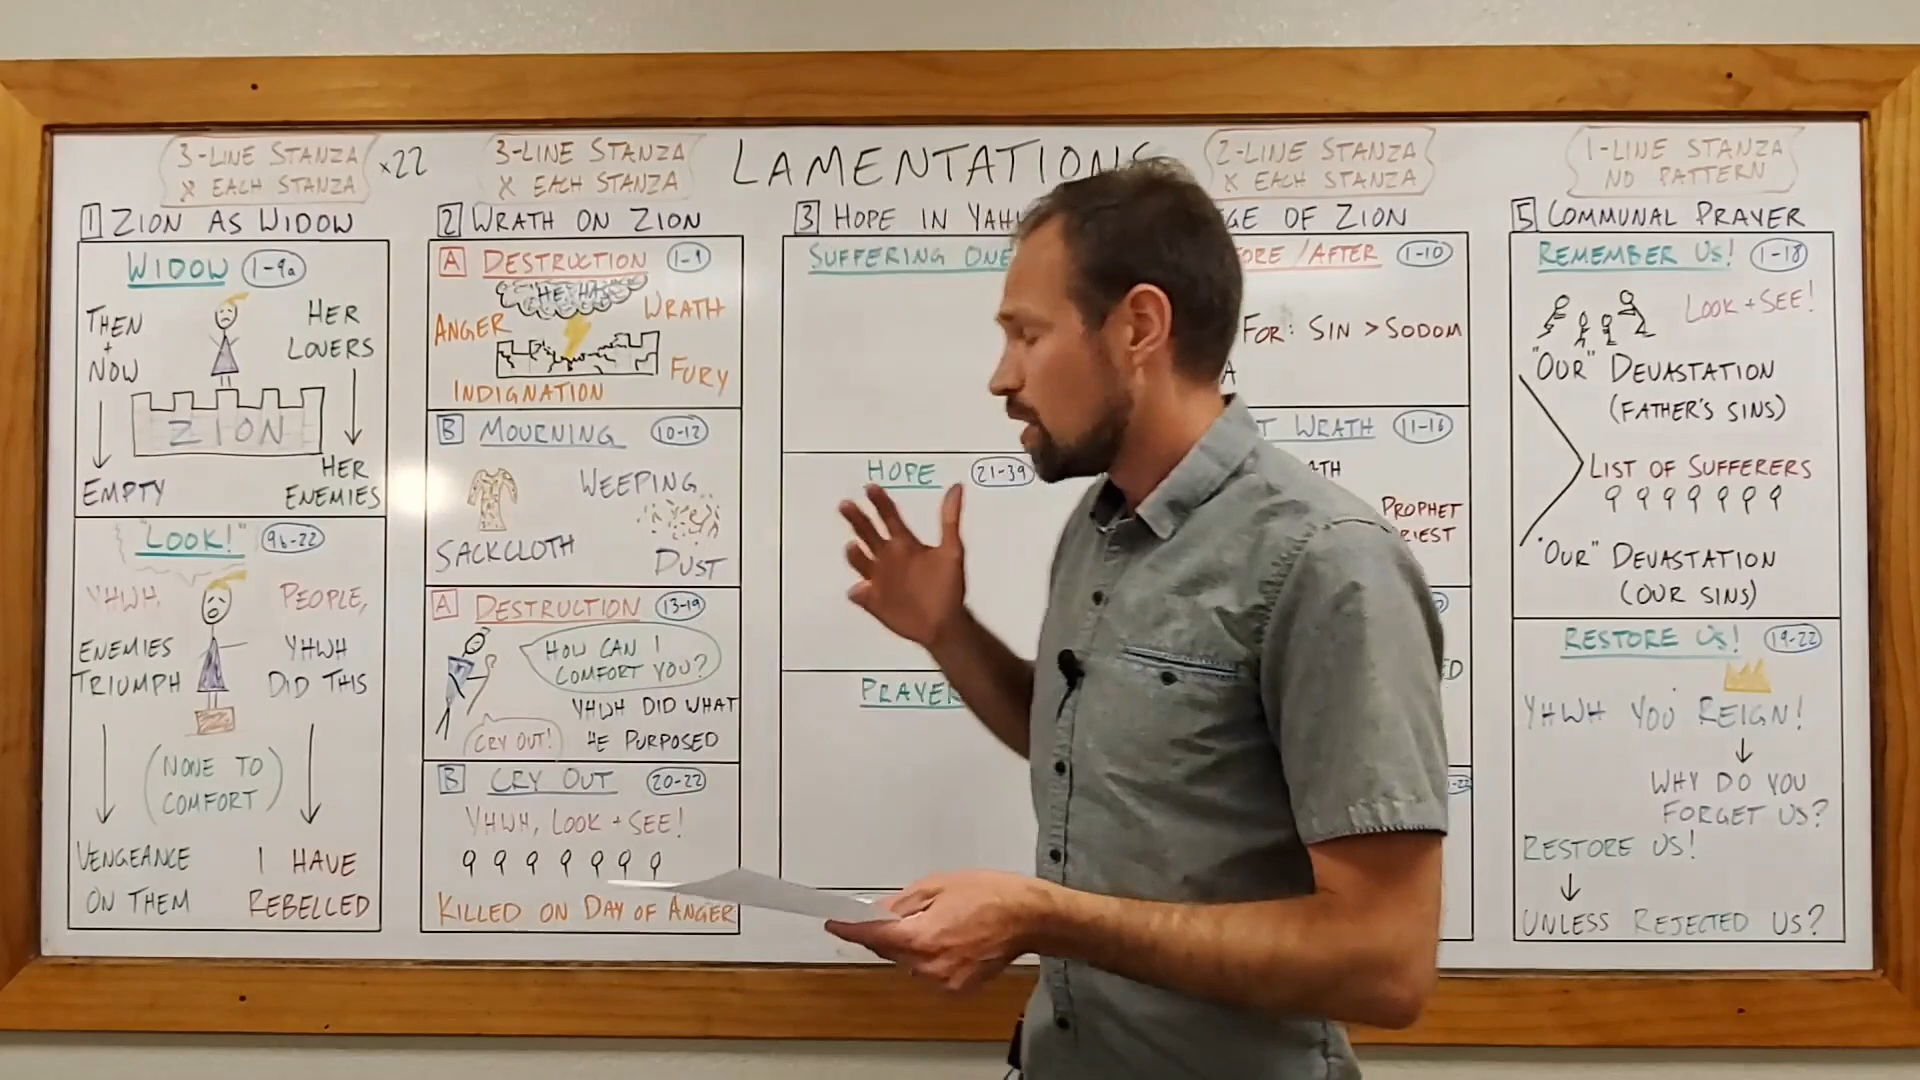 LAMENTATIONS
3-LINE STANZA
X EACH STANZA
x22
1 ZION AS WIDOW
WIDOW 1-9a
THEN
+
NOW
EMPTY
HER
LOVERS
HER
ENEMIES
ZION
"LOOK!" 9b-22
YHWH,
ENEMIES
TRIUMPH
VENGEANCE
ON THEM
PEOPLE,
YHWH
DID THIS
I HAVE
REBELLED
(NONE TO
COMFORT)
3-LINE STANZA
X EACH STANZA
2 WRATH ON ZION
A DESTRUCTION 1-9
"HE HAS"
ANGER
WRATH
INDIGNATION
FURY
B MOURNING 10-12
WEEPING
SACKCLOTH
DUST
A DESTRUCTION 13-19
HOW CAN I
COMFORT YOU?
CRY OUT!
YHWH DID WHAT
HE PURPOSED
B CRY OUT 20-22
YHWH, LOOK + SEE!
KILLED ON DAY OF ANGER
3 HOPE IN
SUFFERING ONE
HOPE 21-39
PRAYER
2-LINE STANZA
X EACH STANZA
OF ZION
/AFTER 1-10
FOR: SIN > SODOM
WRATH 11-16
PROPHET
1-LINE STANZA
NO PATTERN
5 COMMUNAL PRAYER
REMEMBER US! 1-18
LOOK + SEE!
"OUR" DEVASTATION
(FATHER'S SINS)
LIST OF SUFFERERS
"OUR" DEVASTATION
(OUR SINS)
RESTORE US! 19-22
YHWH YOU REIGN!
WHY DO YOU
FORGET US?
RESTORE US!
UNLESS REJECTED US?